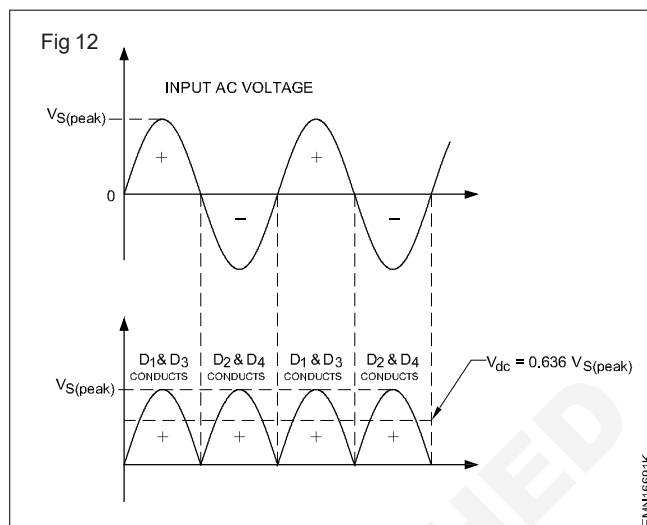 Fig 12
INPUT AC VOLTAGE
VS(peak)
+
+
0
−
−
D1 & D3
CONDUCTS
D2 & D4
CONDUCTS
D1 & D3
CONDUCTS
D2 & D4
CONDUCTS
Vdc = 0.636 VS(peak)
VS(peak)
+
+
+
+
HED